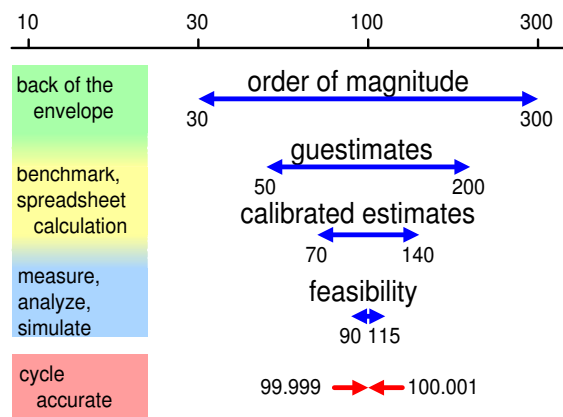 10 30 100 300
back of the
envelope
order of magnitude
30 300
guestimates
50 200
benchmark,
spreadsheet
calculation
calibrated estimates
70 140
measure,
analyze,
simulate
feasibility
90 115
cycle
accurate
99.999 100.001